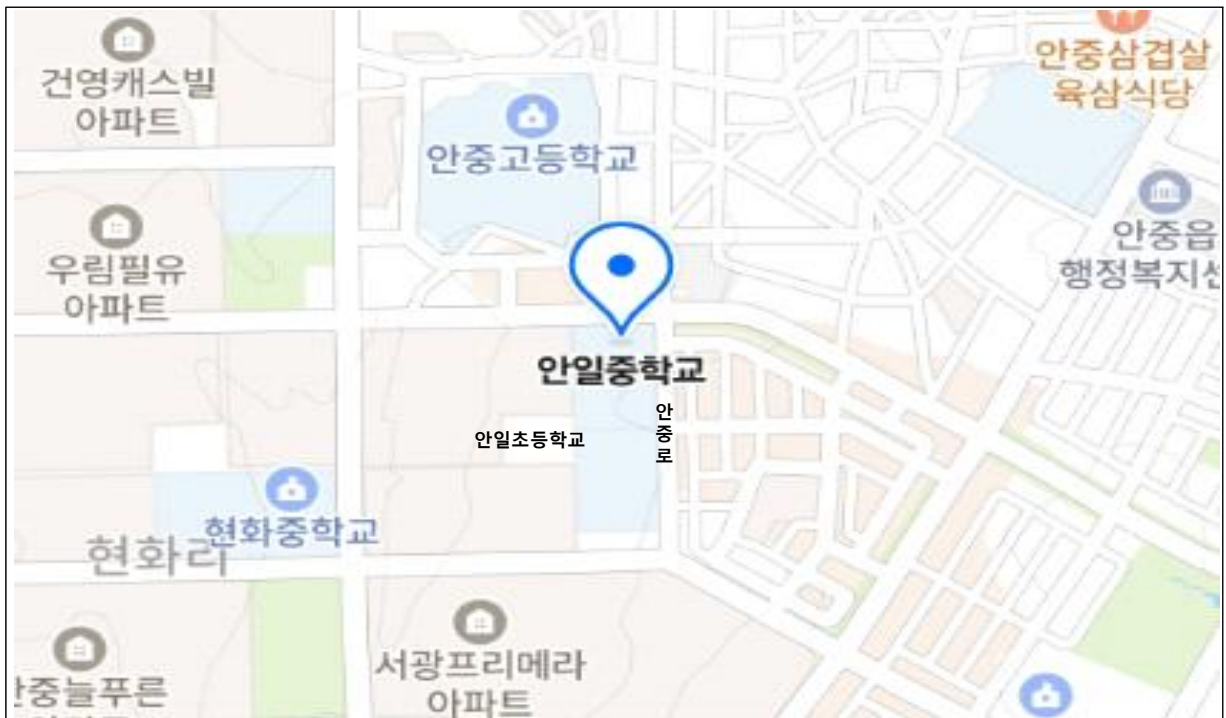 건영캐스빌
아파트
안중삼겹살
육삼식당
안중고등학교
우림필유
아파트
안중읍
행정복지센
안일중학교
안
중
로
안일초등학교
현화중학교
현화리
서광프리메라
아파트
안중늘푸른